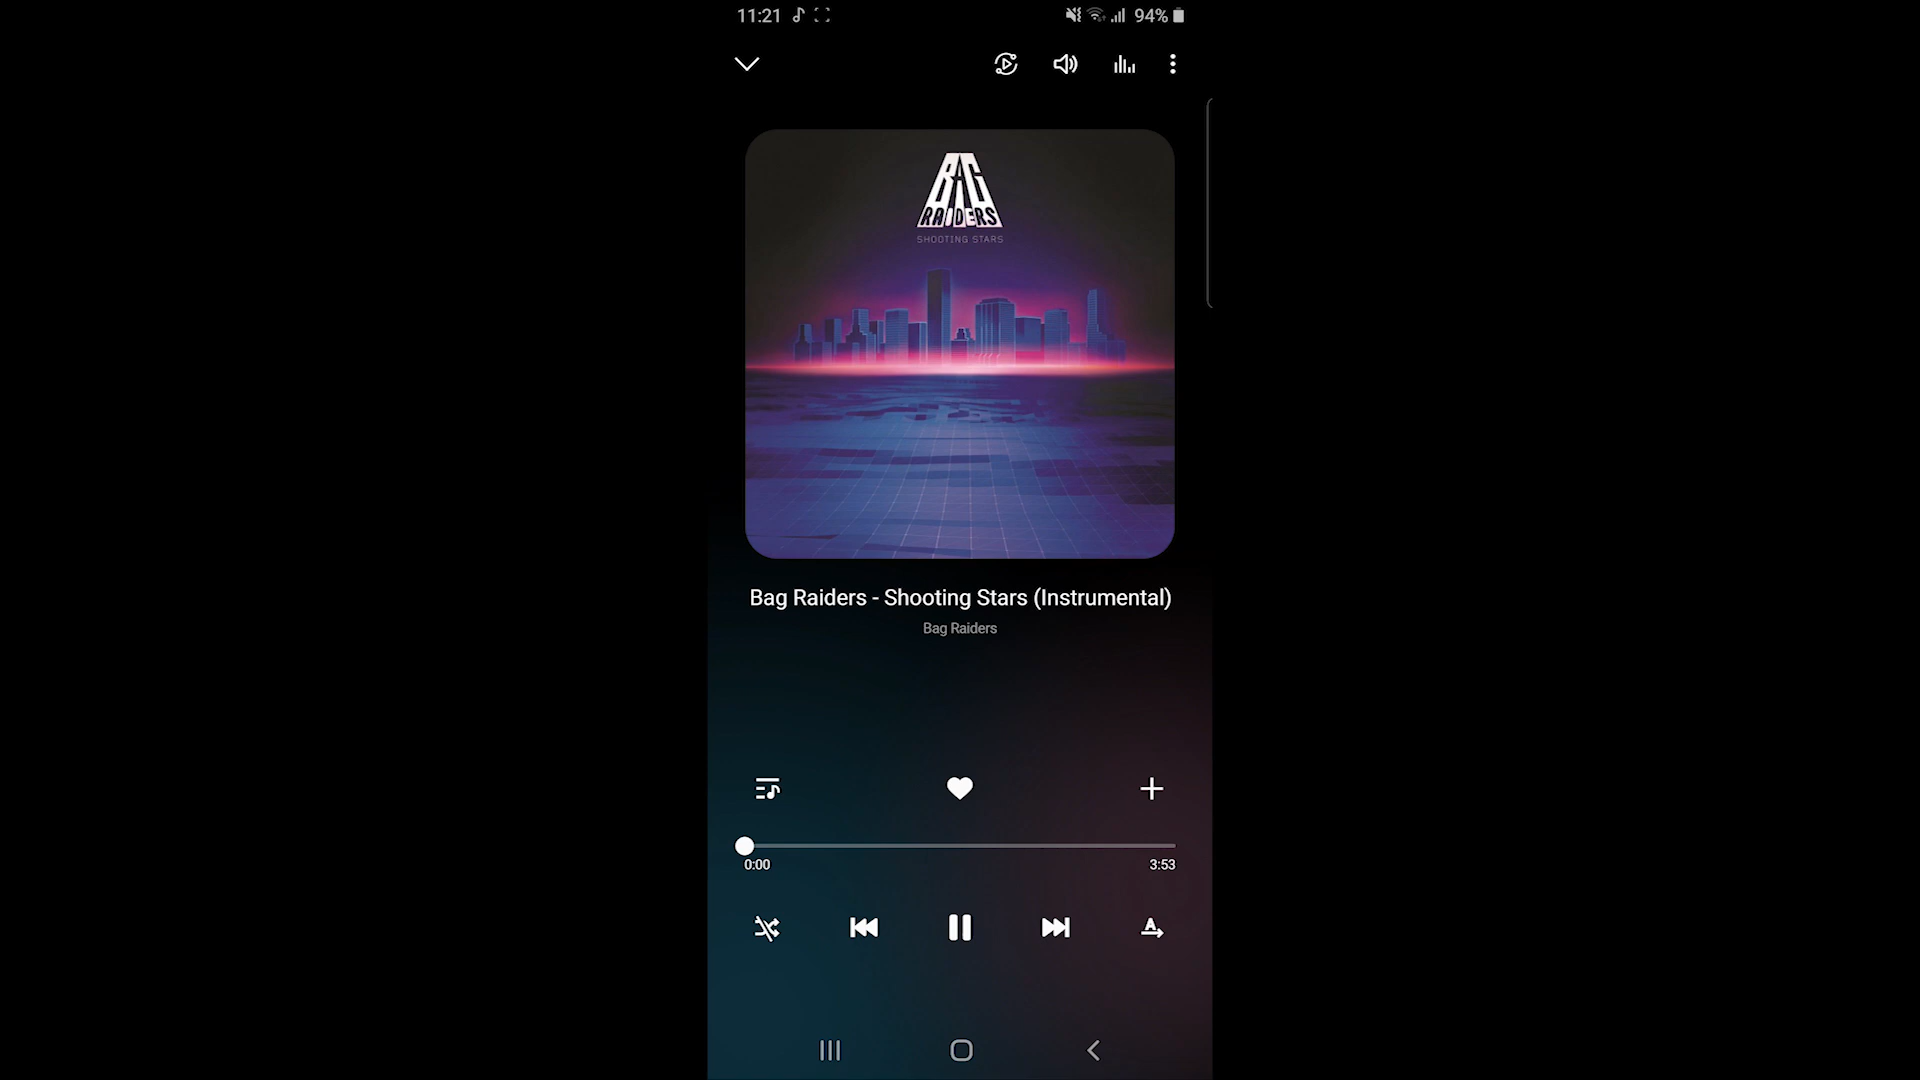 11:21
94%
BAG
RAIDERS
SHOOTING STARS
Bag Raiders - Shooting Stars (Instrumental)
Bag Raiders
0:00
3:53
A